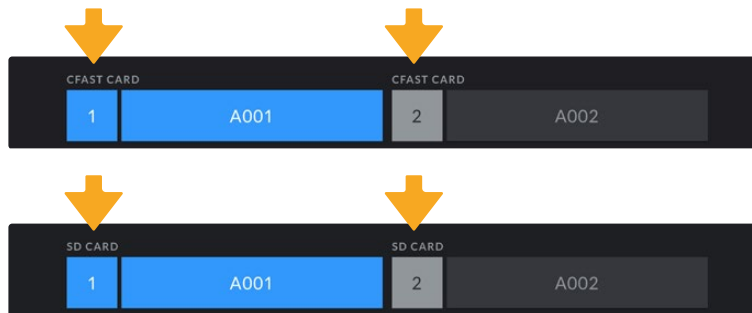 CFAST CARD CFAST CARD
1 A001 2 A002
SD CARD SD CARD
1 A001 2 A002